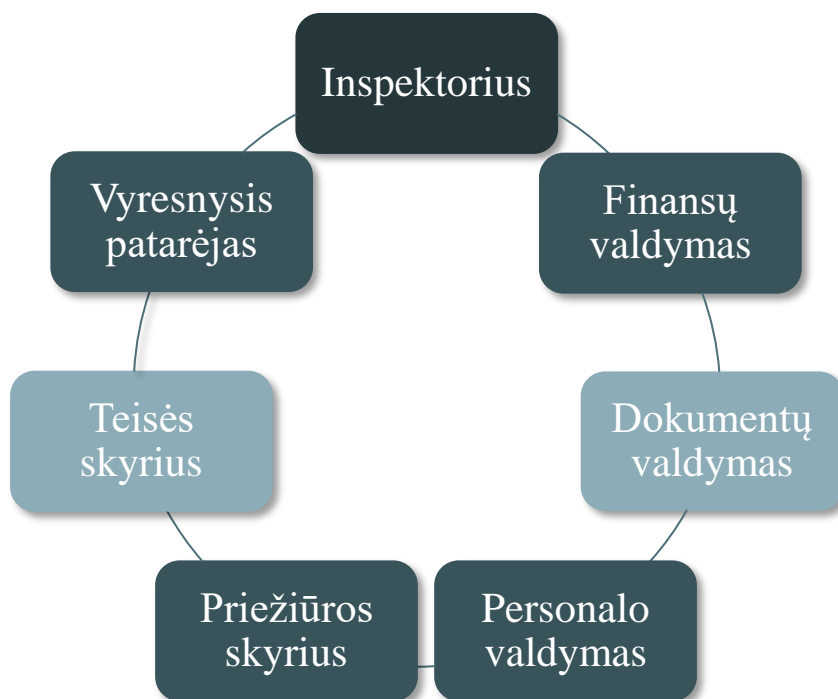 Inspektorius
Vyresnysis
patarėjas
Finansų
valdymas
Teisės
skyrius
Dokumentų
valdymas
Priežiūros
skyrius
Personalo
valdymas